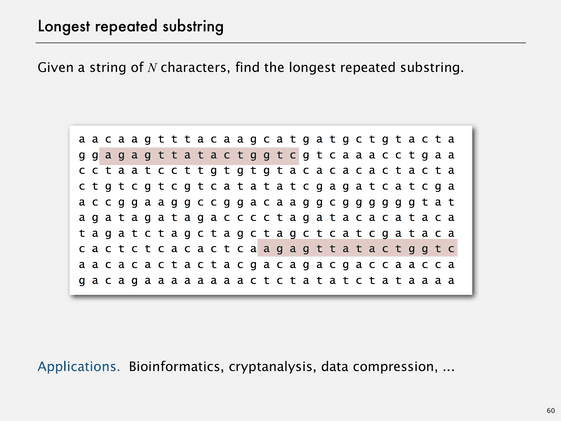 Longest repeated substring
Given a string of N characters, find the longest repeated substring.
a a c a a g t t t a c a a g c a t g a t g c t g t a c t a
g g a g a g t t a t a c t g g t c g t c a a a c c t g a a
c c t a a t c c t t g t g t g t a c a c a c a c t a c t a
c t g t c g t c g t c a t a t a t c g a g a t c a t c g a
a c c g g a a g g c c g g a c a a g g c g g g g g g t a t
a g a t a g a t a g a c c c c t a g a t a c a c a t a c a
t a g a t c t a g c t a g c t a g c t c a t c g a t a c a
c a c t c t c a c a c t c a a g a g t t a t a c t g g t c
a a c a c a c t a c t a c g a c a g a c g a c c a a c c a
g a c a g a a a a a a a a c t c t a t a t c t a t a a a a
Applications. Bioinformatics, cryptanalysis, data compression, ...
60